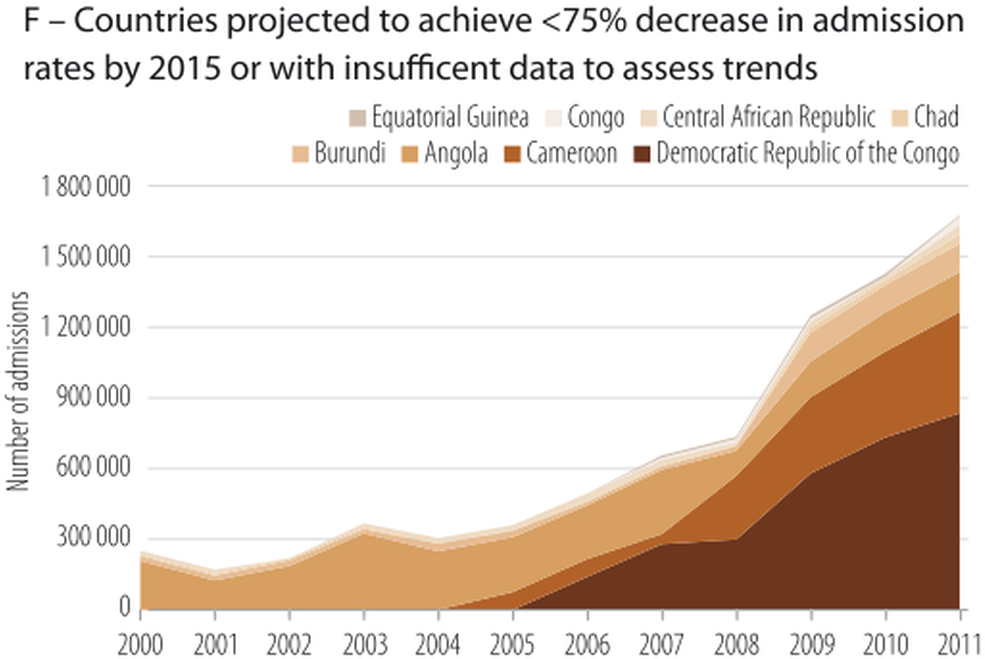 F – Countries projected to achieve <75% decrease in admission
rates by 2015 or with insufficent data to assess trends
Equatorial Guinea Congo Central African Republic Chad
Burundi Angola Cameroon Democratic Republic of the Congo
Number of admissions
1 800 000
1 500 000
1 200 000
900 000
600 000
300 000
0
2000 2001 2002 2003 2004 2005 2006 2007 2008 2009 2010 2011